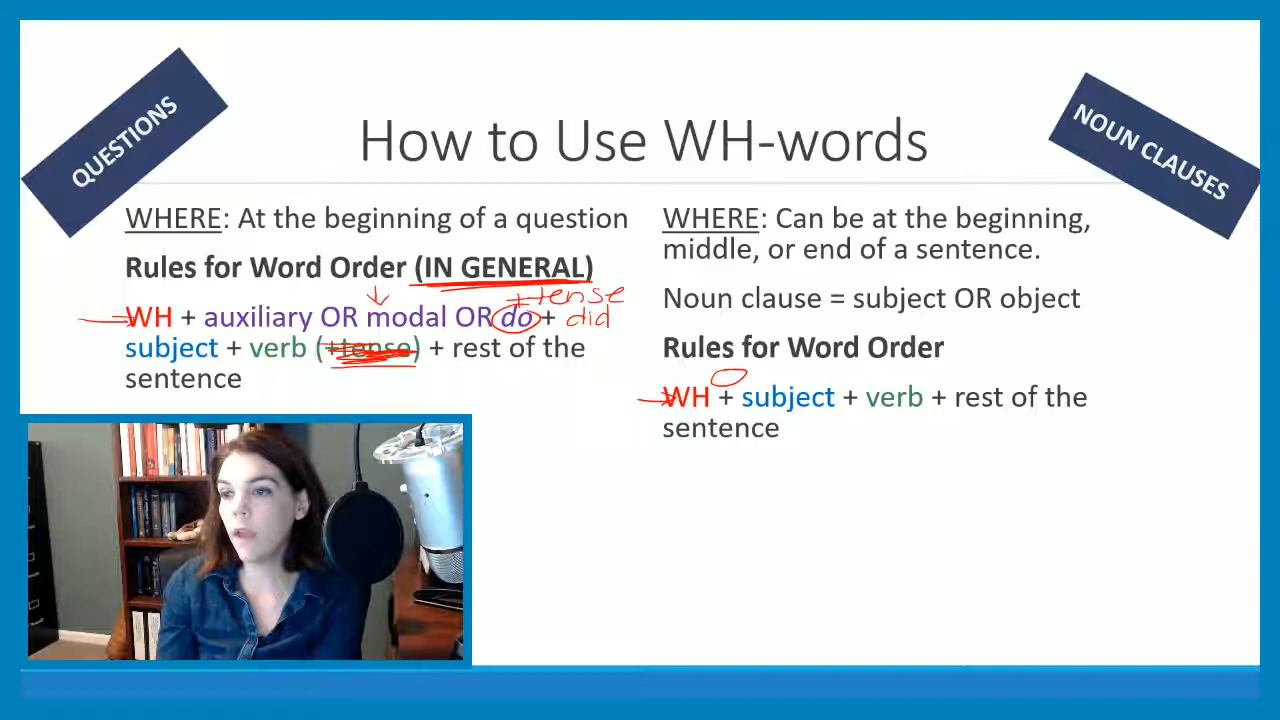 QUESTIONS
NOUN CLAUSES
How to Use WH-words
WHERE: At the beginning of a question
Rules for Word Order (IN GENERAL)
+tense
WH + auxiliary OR modal OR do + did
subject + verb (+tense) + rest of the
sentence
WHERE: Can be at the beginning,
middle, or end of a sentence.
Noun clause = subject OR object
Rules for Word Order
WH + subject + verb + rest of the
sentence